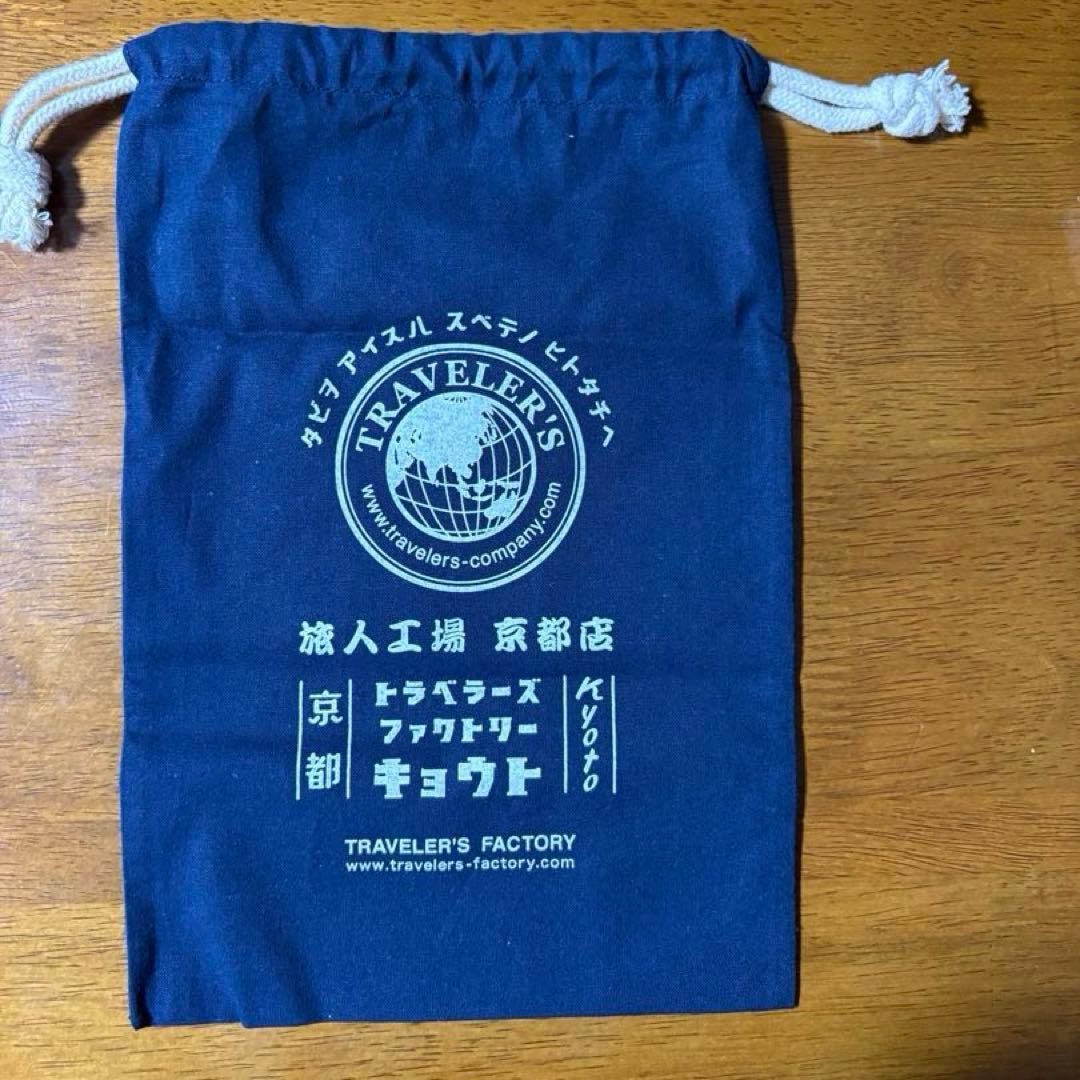 タビヲ アイスル スベテノ ヒトタチヘ
TRAVELER'S
www.travelers-company.com
旅人工場 京都店
京都
トラベラーズ
ファクトリー
キョウト
Kyoto
TRAVELER'S FACTORY
www.travelers-factory.com